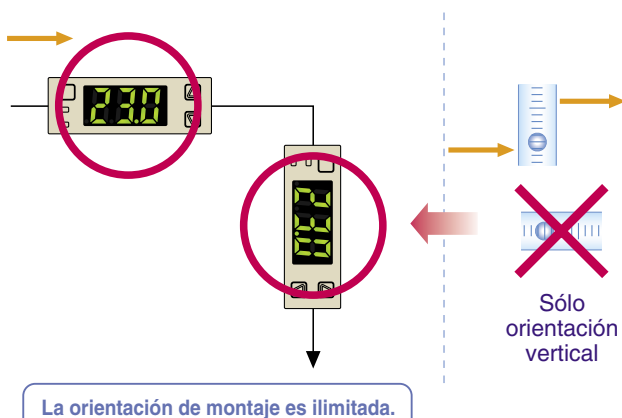 23.0
23.0
Sólo
orientación
vertical
La orientación de montaje es ilimitada.